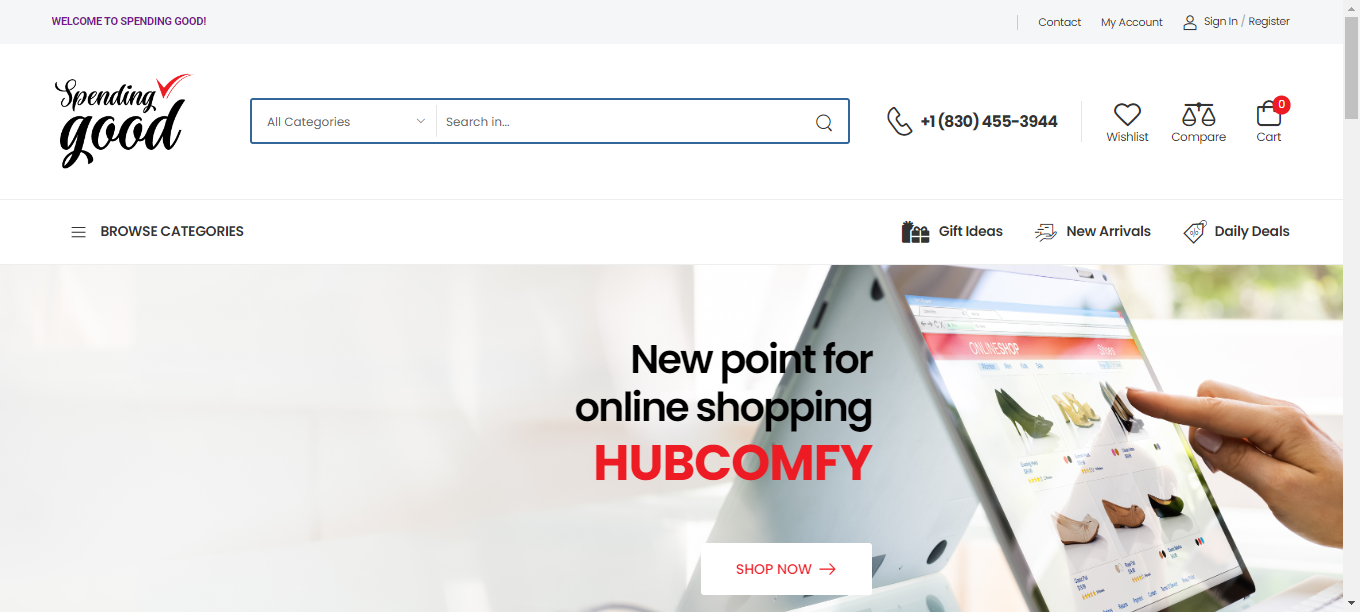 WELCOME TO SPENDING GOOD!
Contact
My Account
Sign In / Register
Spending
good
All Categories
Search in...
+1 (830) 455-3944
Wishlist
Compare
0
Cart
BROWSE CATEGORIES
Gift Ideas
New Arrivals
Daily Deals
New point for
online shopping
HUBCOMFY
SHOP NOW
ONLINESHOP